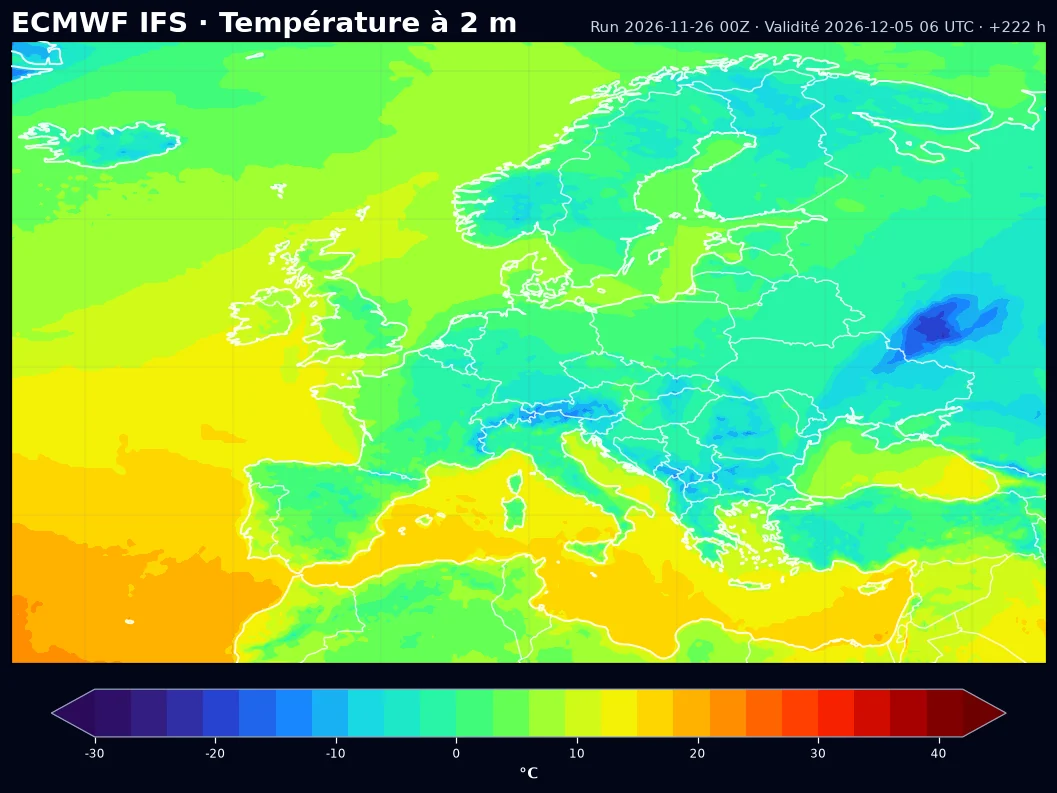 ECMWF IFS · Température à 2 m
Run 2026-11-26 00Z · Validité 2026-12-05 06 UTC · +222 h
-30 -20 -10 0 10 20 30 40
°C